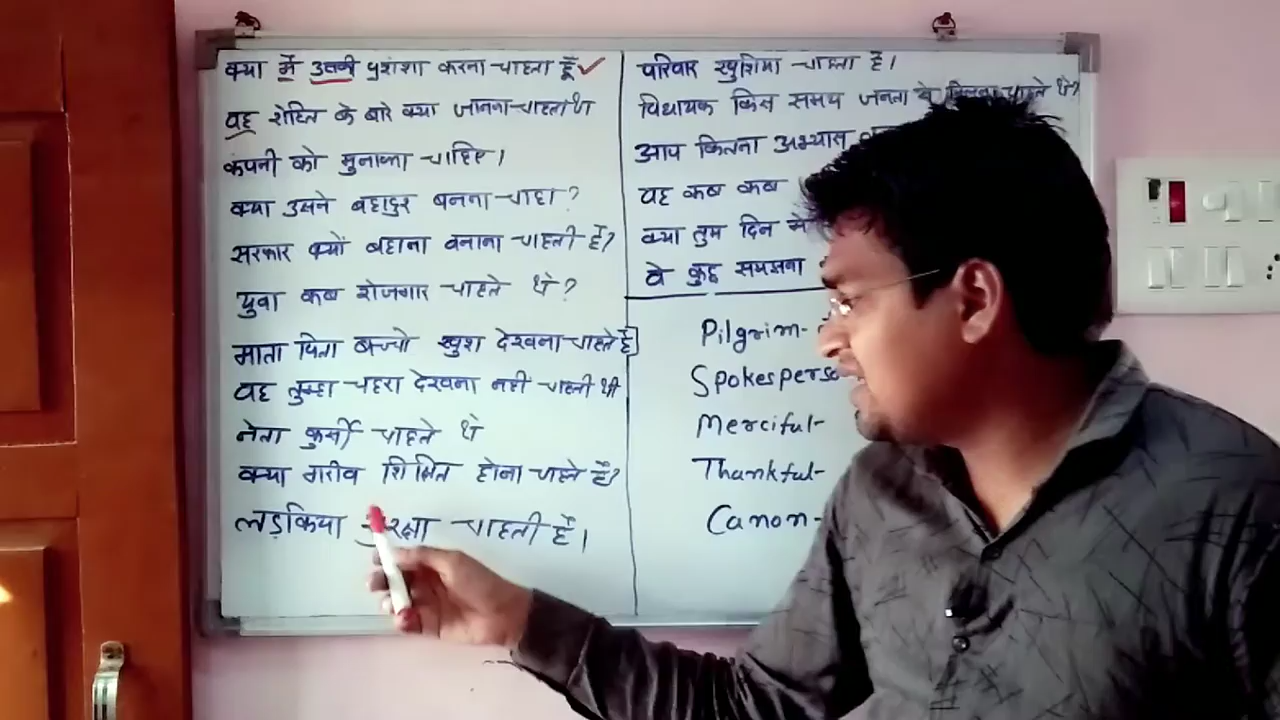 क्या मैं उसकी प्रशंशा करना चाहता हूँ ✓
वह रोहित के बारे क्या जानना चाहता था
कंपनी को मुनाफा चाहिए।
क्या उसने बहादुर बनना चाहा?
सरकार क्यों बहाना बनाना चाहती है?
युवा कब रोजगार चाहते थे?
माता पिता बच्चो खुश देखना चाहते है
वह तुम्हा चहरा देखना नही चाहती थी
नेता कुर्सी चाहते थे
क्या गरीब शिक्षित होना चाहते है?
लड़किया सुरक्षा चाहती है।
परिवार खुशिया चाहता है।
विधायक किस समय जनता से मिलना चाहते थे?
आप कितना अभ्यास
वह कब कब
क्या तुम दिन मे
वे कुछ समझना
Pilgrim-
Spokesperso
Merciful-
Thankful-
Canon-